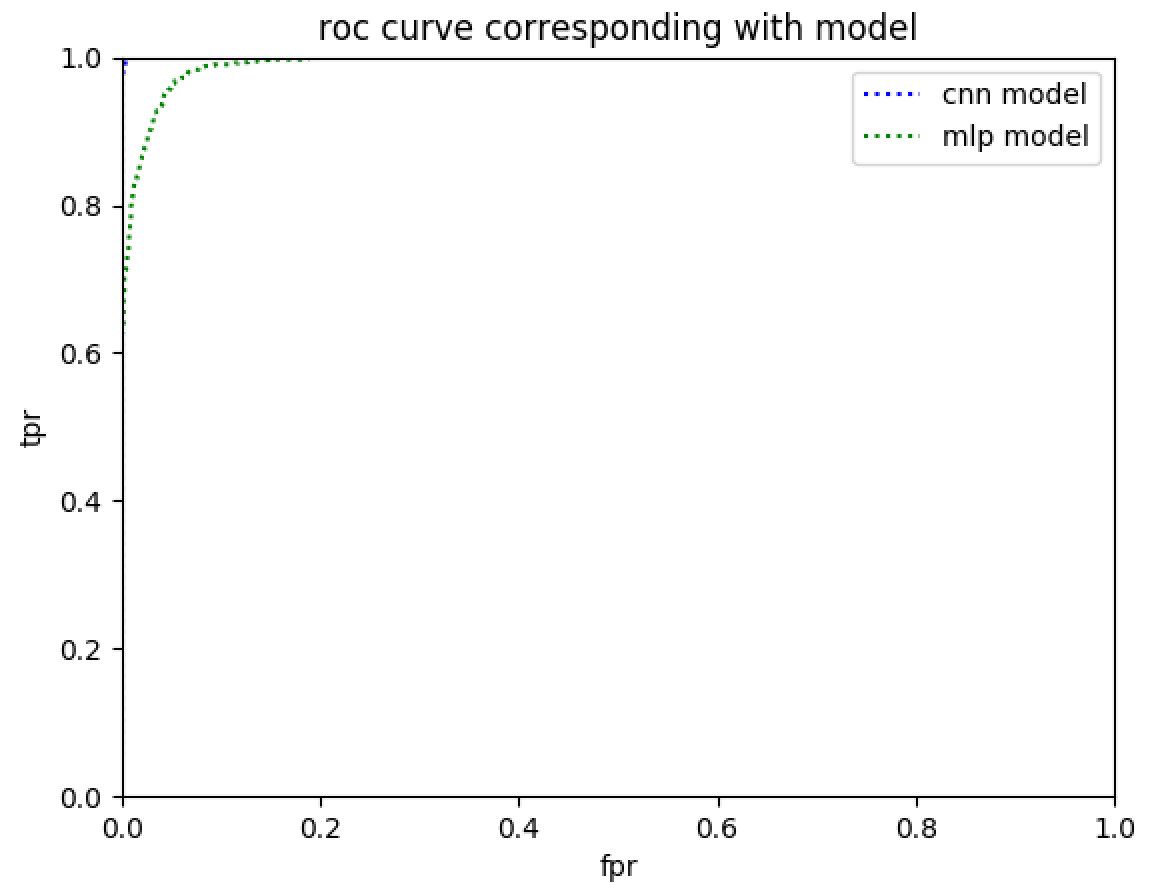 roc curve corresponding with model
1.0
0.8
0.6
0.4
0.2
0.0
tpr
cnn model
mlp model
0.0 0.2 0.4 0.6 0.8 1.0
fpr